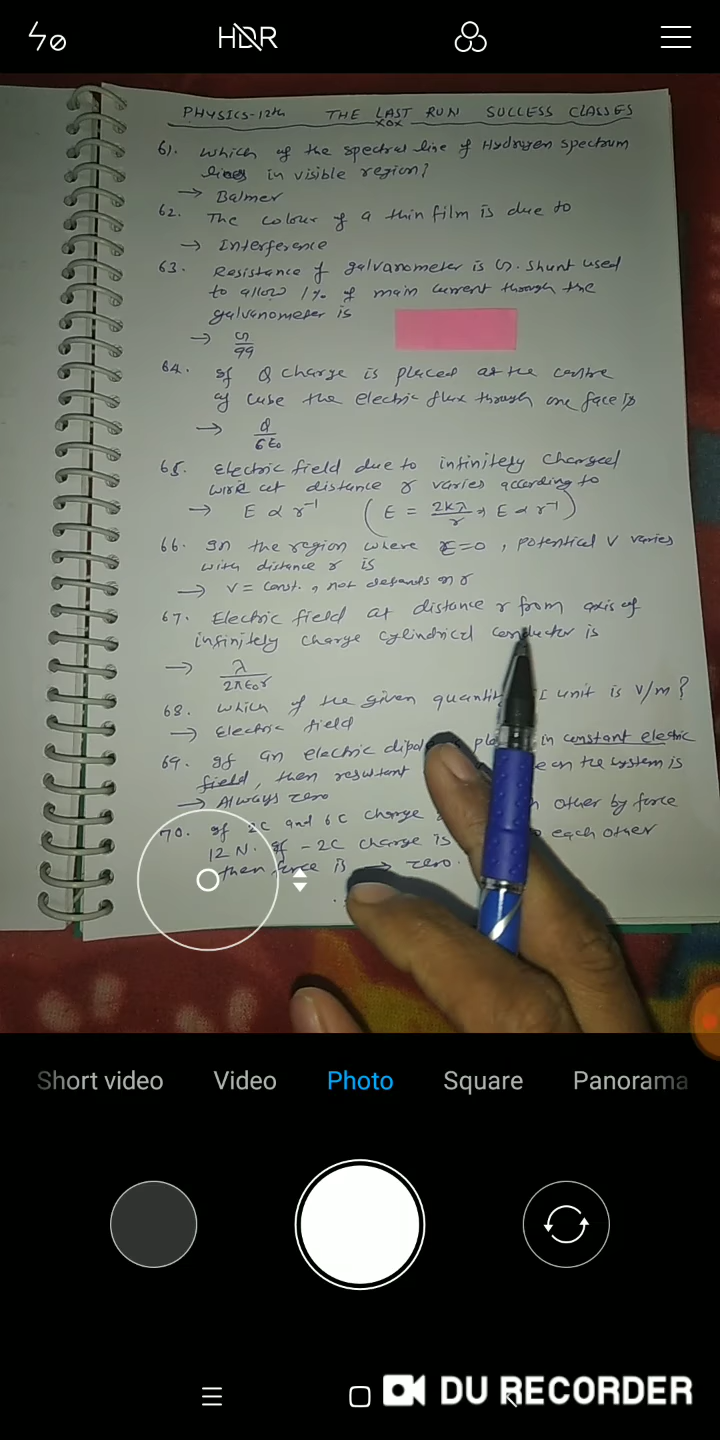 HDR
PHYSICS-12th THE LAST RUN SUCCESS CLASSES
XOX
61. Which of the spectral line of Hydrogen spectrum
lines in visible region?
→ Balmer
62. The colour of a thin film is due to
→ Interference
63. Resistance of galvanometer is G. Shunt used
to allow 1% of main current through the
galvanometer is
→ G/99
64. If Q charge is placed at the centre
of cube the electric flux through one face is
→ Q/6ε₀
65. Electric field due to infinitely charged
wire at distance r varies according to
→ E ∝ r⁻¹ (E = 2kλ/r ⇒ E ∝ r⁻¹)
66. In the region where E=0, potential V varies
with distance r is
→ V = const., not depends on r
67. Electric field at distance r from axis of
infinitely charge cylindrical conductor is
→ λ/2πε₀r
68. Which of the given quantity unit is V/m?
→ Electric field
69. If an electric in constant electric
field, then resultant on the system is
→ Always zero
70. If 2C and 6C charge other by force
12 N. If -2C charge is each other
then force is → zero.
Short video Video Photo Square Panorama
DU RECORDER